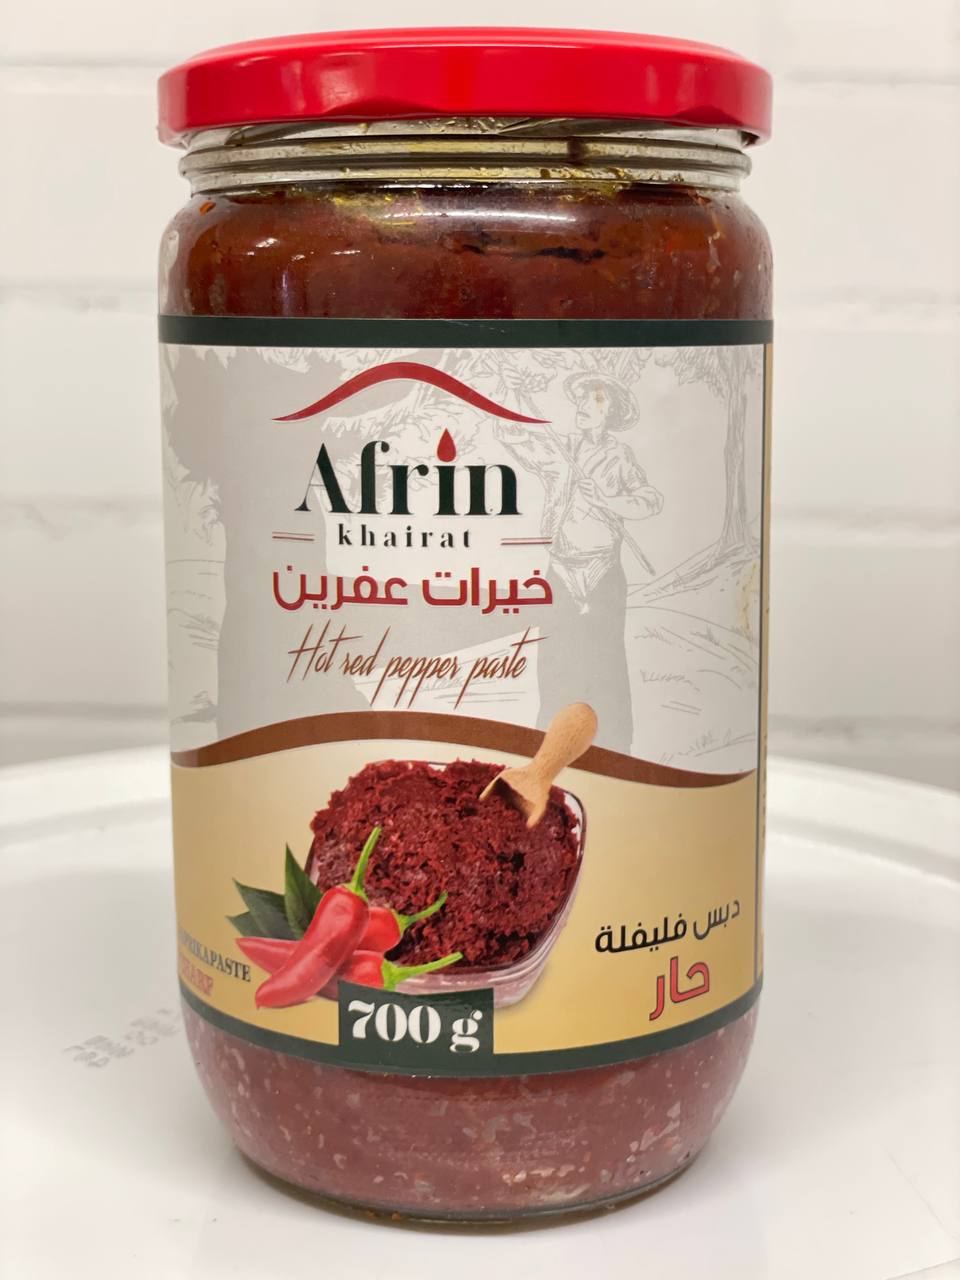 Afrin
khairat
خيرات عفرين
Hot red pepper paste
دبس فليفلة
حار
700 g